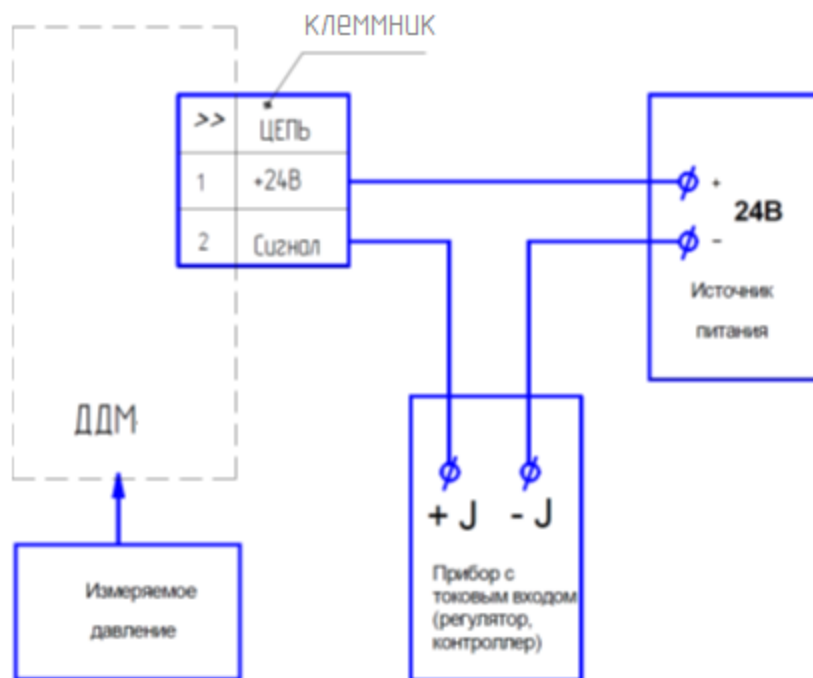 клеммник
>> ЦЕПЬ
1 +24В
2 Сигнал
+
24В
-
Источник
питания
ДДМ
+ J - J
Измеряемое
давление
Прибор с
токовым входом
(регулятор,
контроллер)